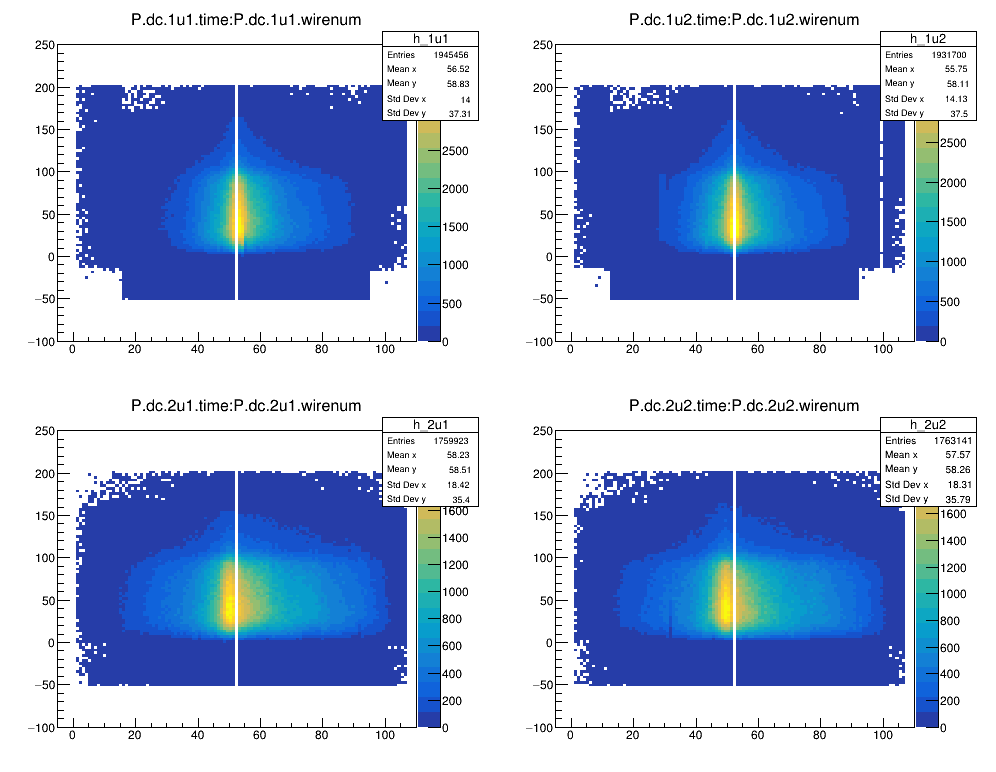 P.dc.1u1.time:P.dc.1u1.wirenum
h_1u1
Entries 1945456
Mean x 56.52
Mean y 58.83
Std Dev x 14
Std Dev y 37.31
250
200
150
100
50
0
−50
−100
0 20 40 60 80 100
2500
2000
1500
1000
500
0
P.dc.1u2.time:P.dc.1u2.wirenum
h_1u2
Entries 1931700
Mean x 55.75
Mean y 58.11
Std Dev x 14.13
Std Dev y 37.5
250
200
150
100
50
0
−50
−100
0 20 40 60 80 100
2500
2000
1500
1000
500
0
P.dc.2u1.time:P.dc.2u1.wirenum
h_2u1
Entries 1759923
Mean x 58.23
Mean y 58.51
Std Dev x 18.42
Std Dev y 35.4
250
200
150
100
50
0
−50
−100
0 20 40 60 80 100
1600
1400
1200
1000
800
600
400
200
0
P.dc.2u2.time:P.dc.2u2.wirenum
h_2u2
Entries 1763141
Mean x 57.57
Mean y 58.26
Std Dev x 18.31
Std Dev y 35.79
250
200
150
100
50
0
−50
−100
0 20 40 60 80 100
1600
1400
1200
1000
800
600
400
200
0